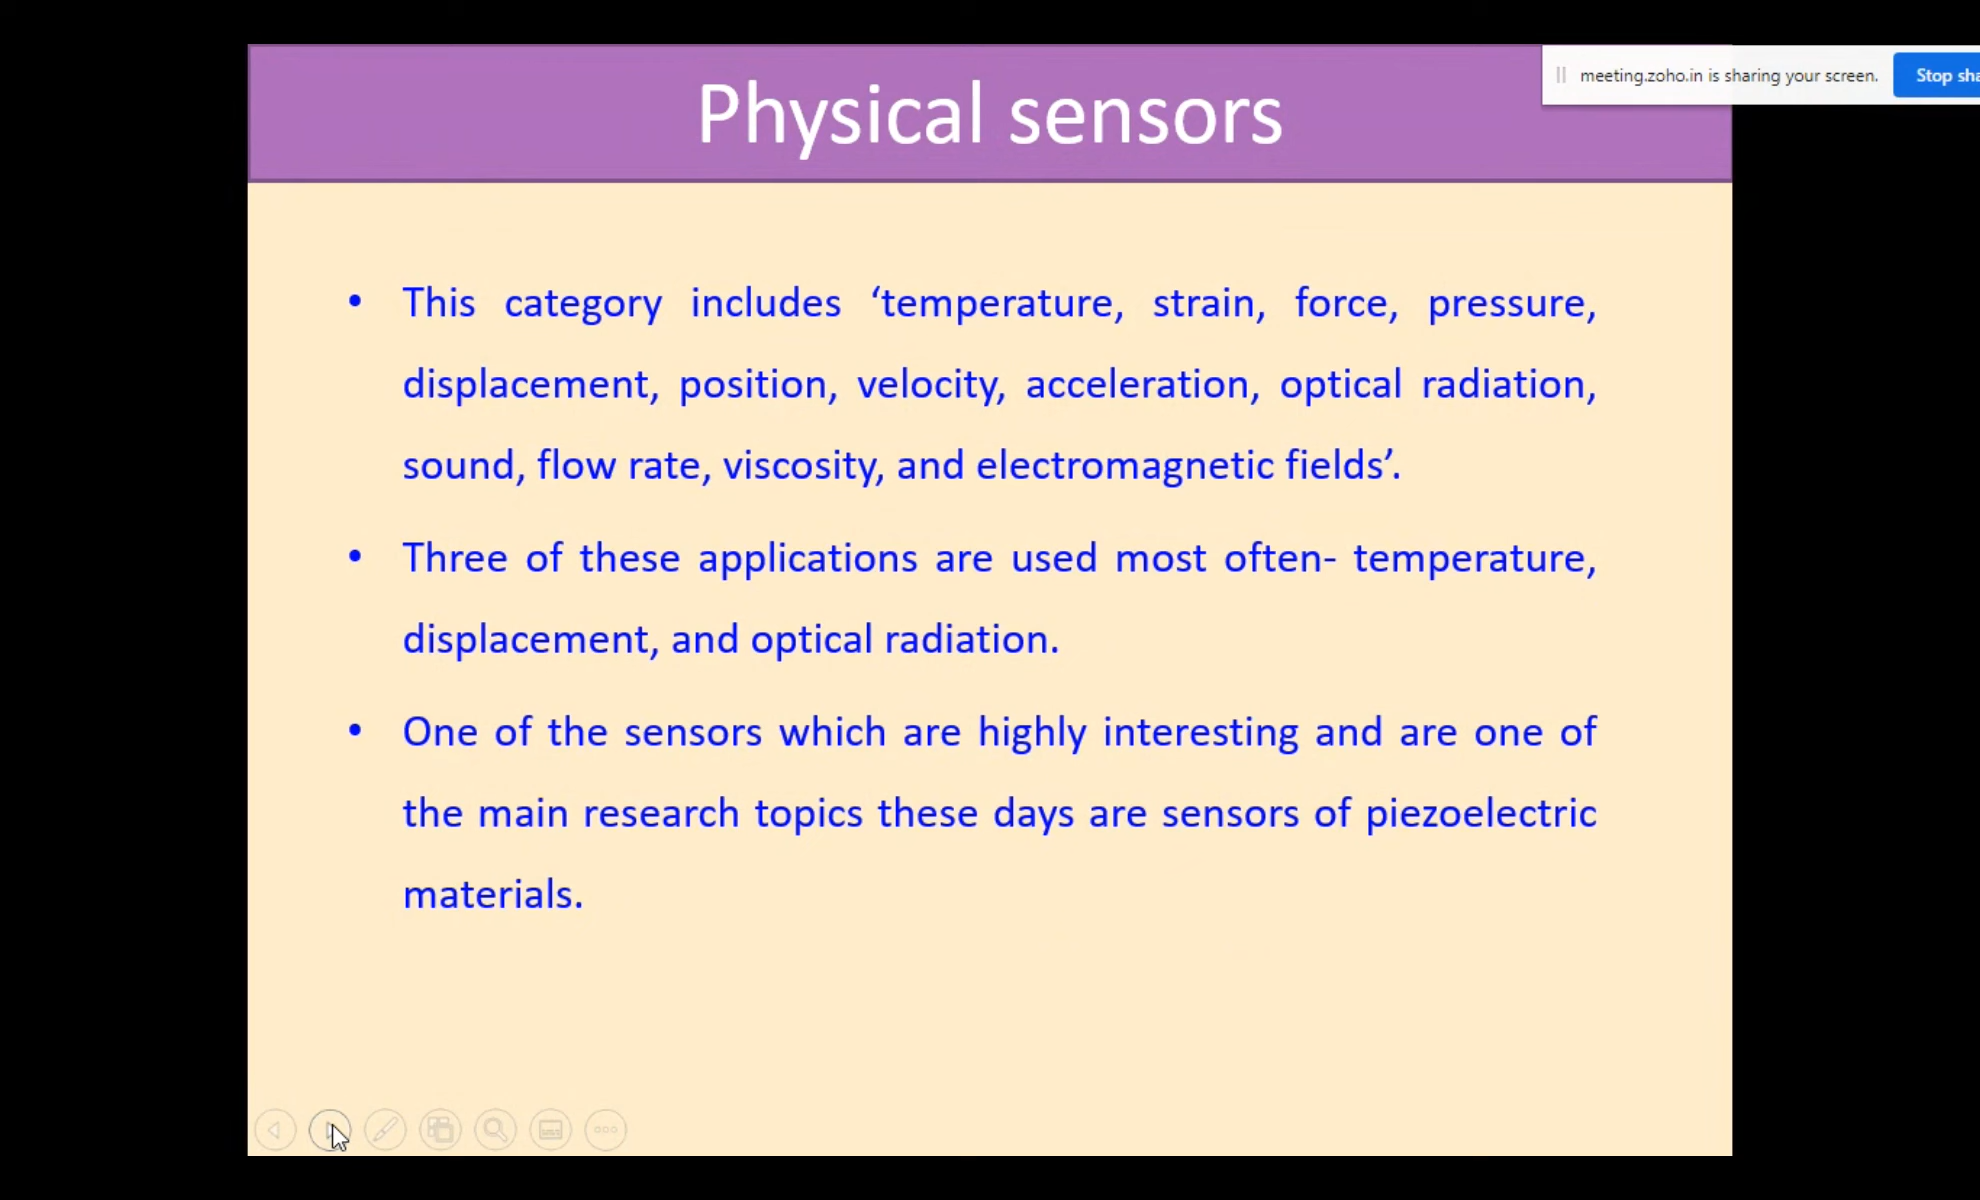 Physical sensors
meeting.zoho.in is sharing your screen.
Stop sha
• This category includes ‘temperature, strain, force, pressure,
displacement, position, velocity, acceleration, optical radiation,
sound, flow rate, viscosity, and electromagnetic fields’.
• Three of these applications are used most often- temperature,
displacement, and optical radiation.
• One of the sensors which are highly interesting and are one of
the main research topics these days are sensors of piezoelectric
materials.